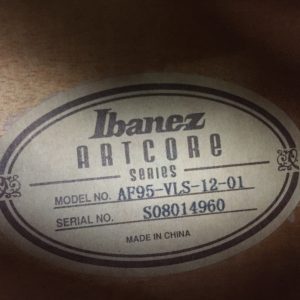 Ibanez
ARTCORE
SERIES
MODEL NO. AF95-VLS-12-01
SERIAL NO. S08014960
MADE IN CHINA